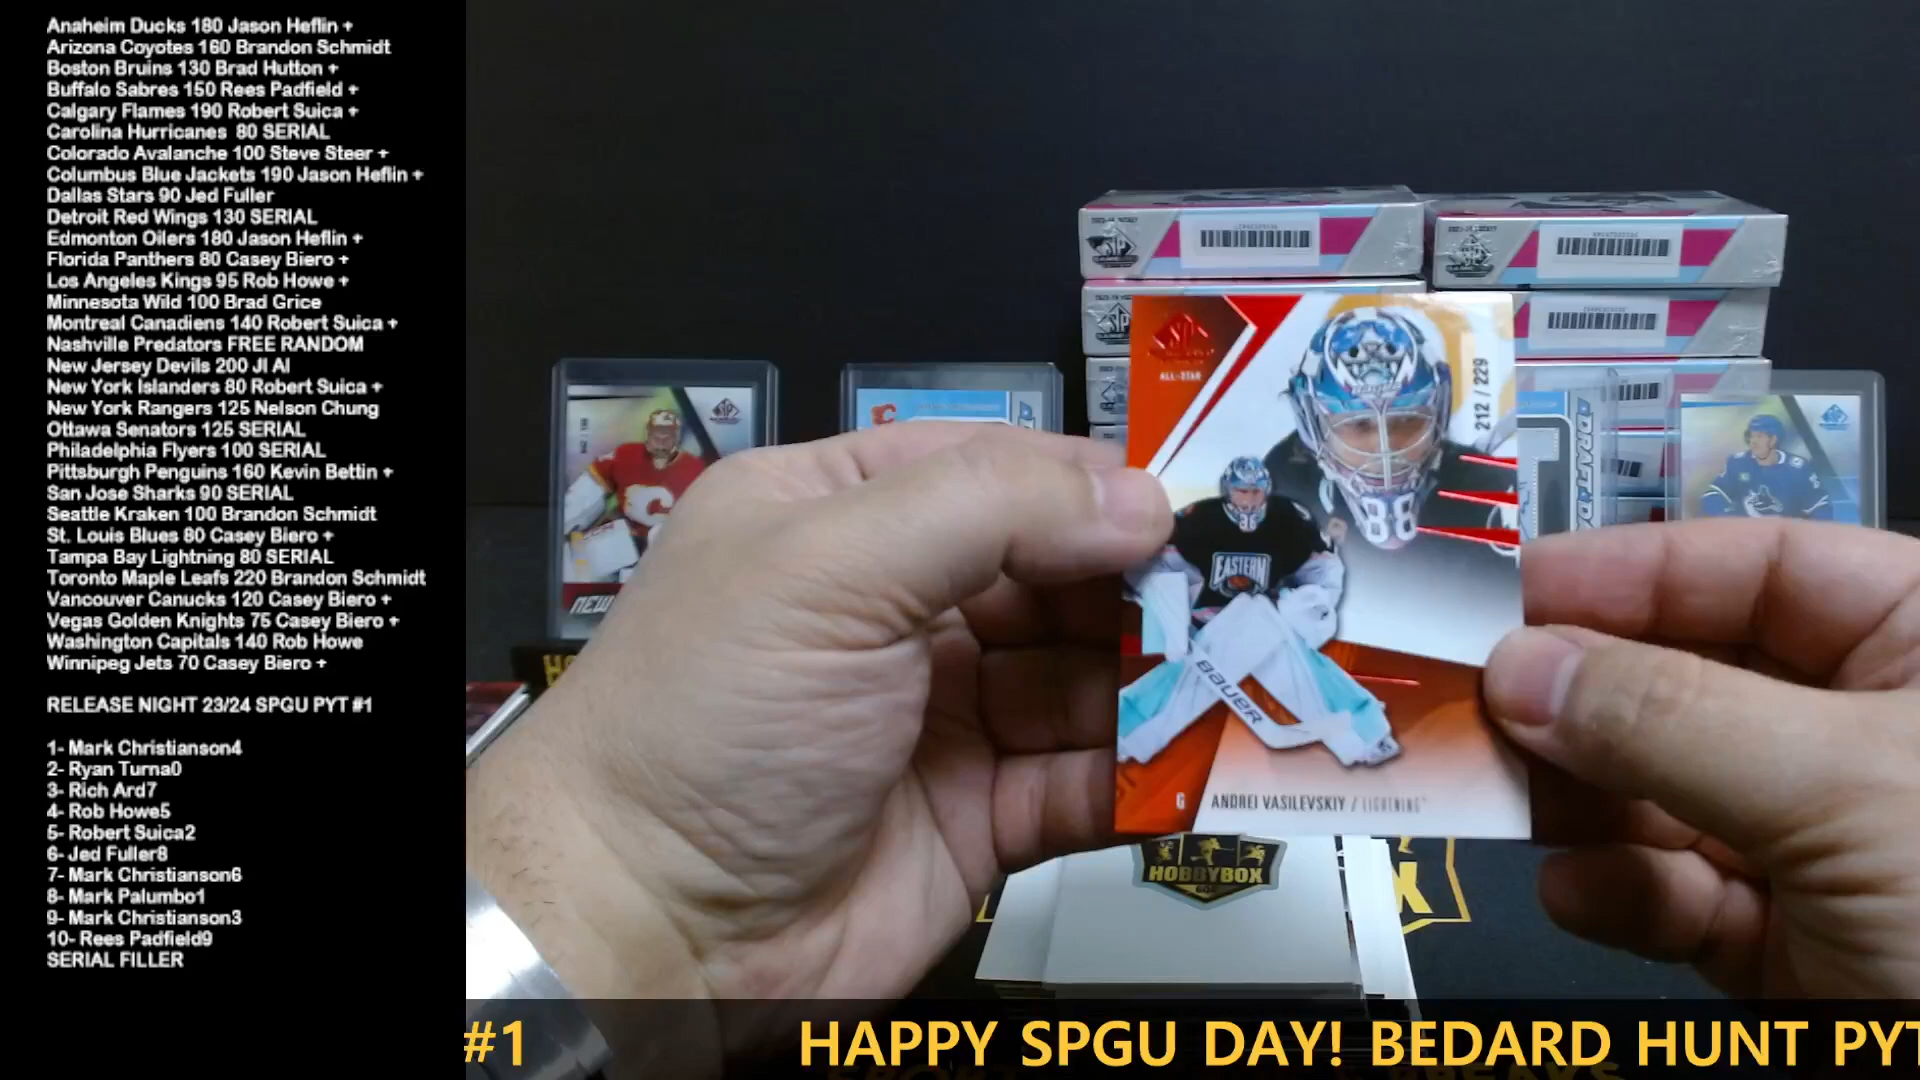 Anaheim Ducks 180 Jason Heflin +
Arizona Coyotes 160 Brandon Schmidt
Boston Bruins 130 Brad Hutton +
Buffalo Sabres 150 Rees Padfield +
Calgary Flames 190 Robert Suica +
Carolina Hurricanes 80 SERIAL
Colorado Avalanche 100 Steve Steer +
Columbus Blue Jackets 190 Jason Heflin +
Dallas Stars 90 Jed Fuller
Detroit Red Wings 130 SERIAL
Edmonton Oilers 180 Jason Heflin +
Florida Panthers 80 Casey Biero +
Los Angeles Kings 95 Rob Howe +
Minnesota Wild 100 Brad Grice
Montreal Canadiens 140 Robert Suica +
Nashville Predators FREE RANDOM
New Jersey Devils 200 JI AI
New York Islanders 80 Robert Suica +
New York Rangers 125 Nelson Chung
Ottawa Senators 125 SERIAL
Philadelphia Flyers 100 SERIAL
Pittsburgh Penguins 160 Kevin Bettin +
San Jose Sharks 90 SERIAL
Seattle Kraken 100 Brandon Schmidt
St. Louis Blues 80 Casey Biero +
Tampa Bay Lightning 80 SERIAL
Toronto Maple Leafs 220 Brandon Schmidt
Vancouver Canucks 120 Casey Biero +
Vegas Golden Knights 75 Casey Biero +
Washington Capitals 140 Rob Howe
Winnipeg Jets 70 Casey Biero +
RELEASE NIGHT 23/24 SPGU PYT #1
1- Mark Christianson4
2- Ryan Turna0
3- Rich Ard7
4- Rob Howe5
5- Robert Suica2
6- Jed Fuller8
7- Mark Christianson6
8- Mark Palumbo1
9- Mark Christianson3
10- Rees Padfield9
SERIAL FILLER
SP
ALL-STAR
212 / 229
88
EASTERN
BAUER
G ANDREI VASILEVSKIY / LIGHTNING
NEW
DRAFT
HOBBYBOX
#1 HAPPY SPGU DAY! BEDARD HUNT PYT